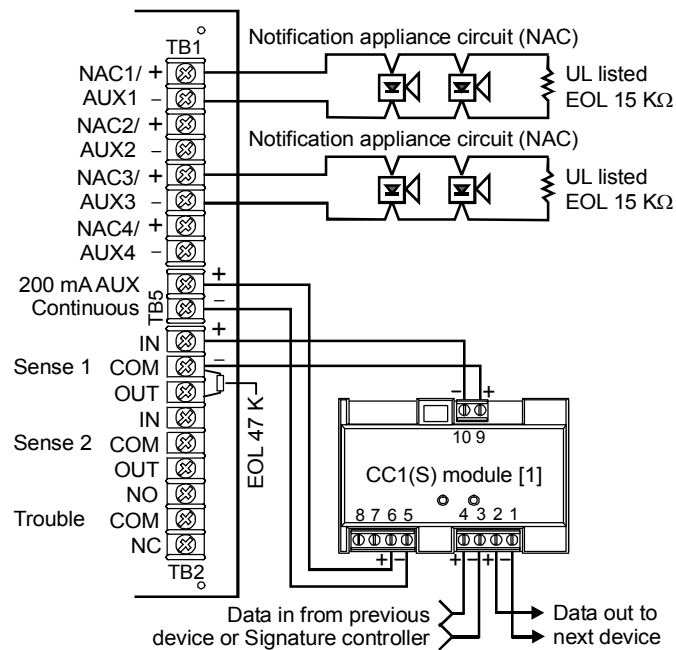 TB1
Notification appliance circuit (NAC)
NAC1/ +
AUX1 –
UL listed
EOL 15 KΩ
NAC2/ +
AUX2 –
Notification appliance circuit (NAC)
NAC3/ +
AUX3 –
UL listed
EOL 15 KΩ
NAC4/ +
AUX4 –
200 mA AUX
Continuous
TB5
+
–
+
–
Sense 1
IN
COM
OUT
EOL 47 K
Sense 2
IN
COM
OUT
Trouble
NO
COM
NC
TB2
– +
10 9
CC1(S) module [1]
8 7 6 5
4 3 2 1
+ –
+ – + –
Data in from previous
device or Signature controller
Data out to
next device